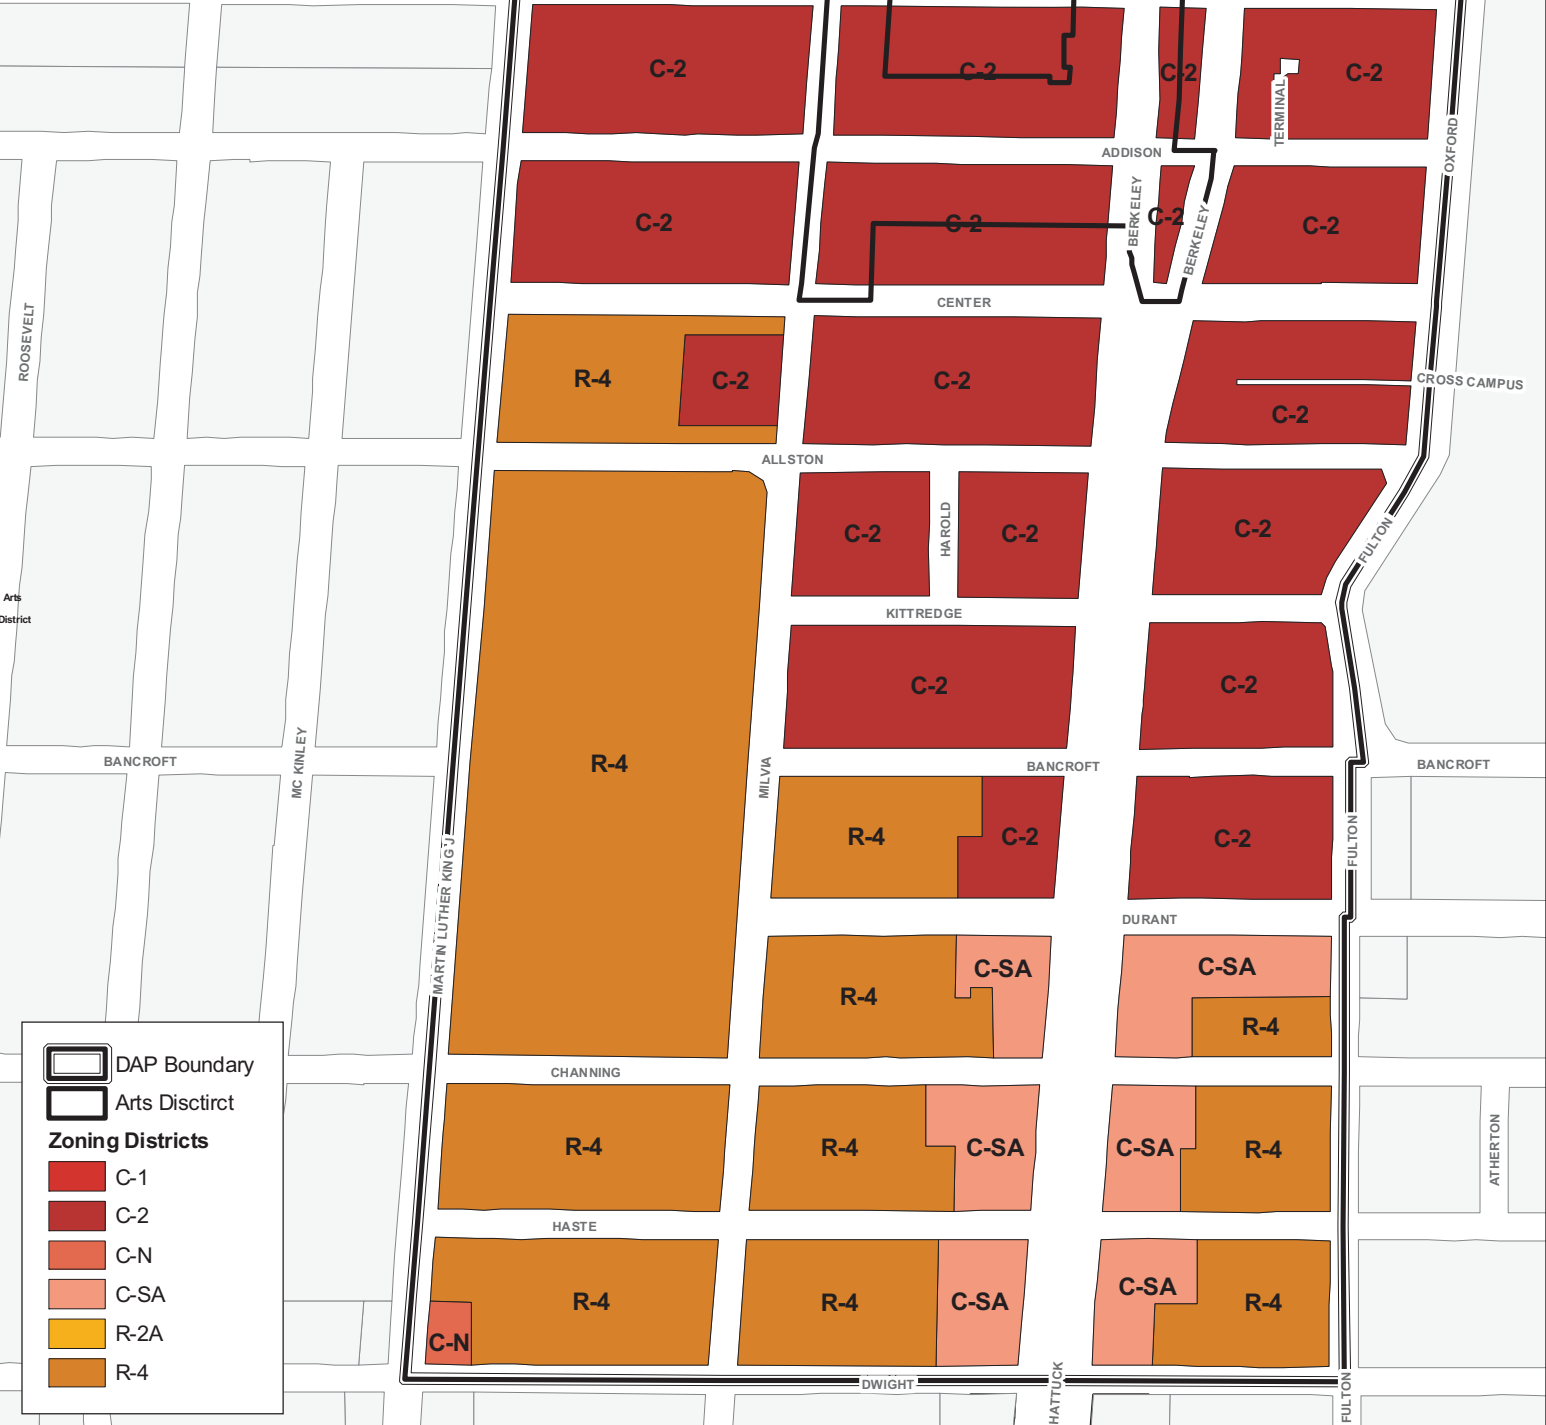 C-2
C-2
C-2
C-2
TERMINAL
OXFORD
ADDISON
C-2
C-2
BERKELEY
C-2
BERKELEY
C-2
CENTER
ROOSEVELT
R-4
C-2
C-2
C-2
CROSS CAMPUS
ALLSTON
C-2
HAROLD
C-2
C-2
FULTON
Arts
District
KITTREDGE
C-2
C-2
R-4
MC KINLEY
BANCROFT
MILVIA
BANCROFT
BANCROFT
R-4
C-2
C-2
FULTON
MARTIN LUTHER KING J
DURANT
R-4
C-SA
C-SA
R-4
CHANNING
R-4
R-4
C-SA
C-SA
R-4
ATHERTON
HASTE
R-4
C-N
R-4
C-SA
C-SA
R-4
DWIGHT
HATTUCK
FULTON
DAP Boundary
Arts Disctirct
Zoning Districts
C-1
C-2
C-N
C-SA
R-2A
R-4